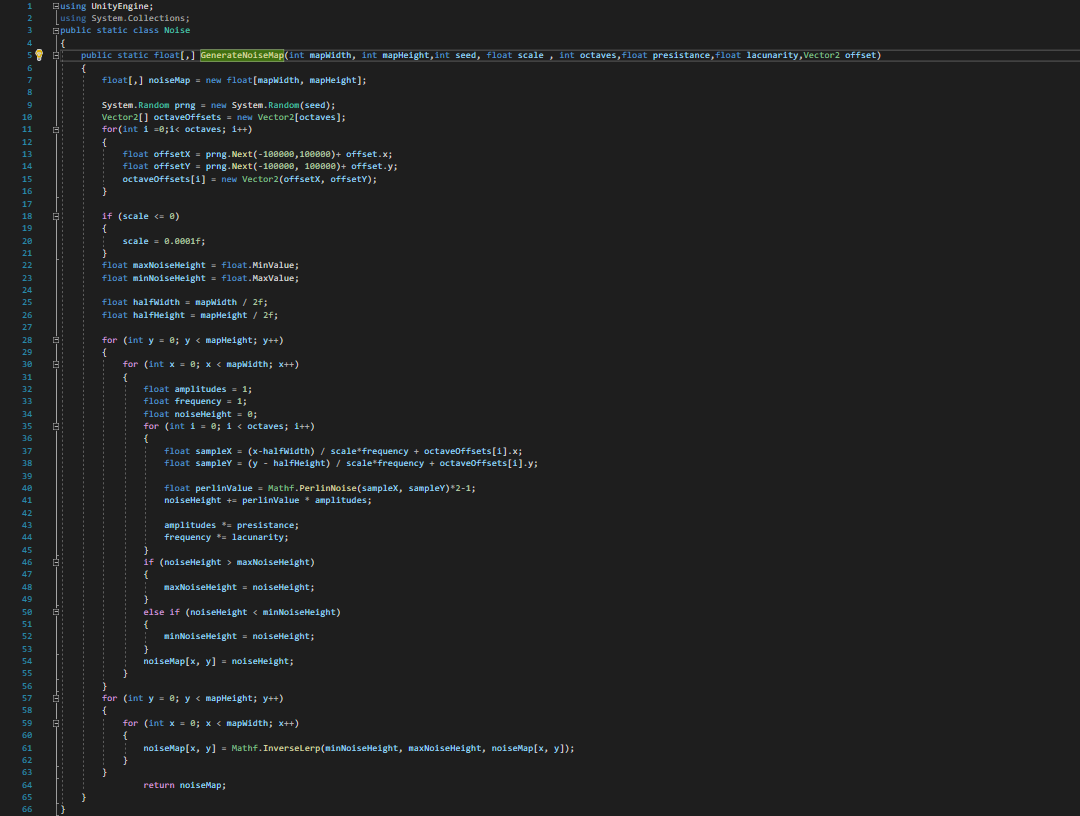 1 using UnityEngine;
2 using System.Collections;
3 public static class Noise
4 {
5 public static float[,] GenerateNoiseMap(int mapWidth, int mapHeight,int seed, float scale , int octaves,float presistance,float lacunarity,Vector2 offset)
6 {
7 float[,] noiseMap = new float[mapWidth, mapHeight];
8
9 System.Random prng = new System.Random(seed);
10 Vector2[] octaveOffsets = new Vector2[octaves];
11 for(int i =0;i< octaves; i++)
12 {
13 float offsetX = prng.Next(-100000,100000)+ offset.x;
14 float offsetY = prng.Next(-100000, 100000)+ offset.y;
15 octaveOffsets[i] = new Vector2(offsetX, offsetY);
16 }
17
18 if (scale <= 0)
19 {
20 scale = 0.0001f;
21 }
22 float maxNoiseHeight = float.MinValue;
23 float minNoiseHeight = float.MaxValue;
24
25 float halfWidth = mapWidth / 2f;
26 float halfHeight = mapHeight / 2f;
27
28 for (int y = 0; y < mapHeight; y++)
29 {
30 for (int x = 0; x < mapWidth; x++)
31 {
32 float amplitudes = 1;
33 float frequency = 1;
34 float noiseHeight = 0;
35 for (int i = 0; i < octaves; i++)
36 {
37 float sampleX = (x-halfWidth) / scale*frequency + octaveOffsets[i].x;
38 float sampleY = (y - halfHeight) / scale*frequency + octaveOffsets[i].y;
39
40 float perlinValue = Mathf.PerlinNoise(sampleX, sampleY)*2-1;
41 noiseHeight += perlinValue * amplitudes;
42
43 amplitudes *= presistance;
44 frequency *= lacunarity;
45 }
46 if (noiseHeight > maxNoiseHeight)
47 {
48 maxNoiseHeight = noiseHeight;
49 }
50 else if (noiseHeight < minNoiseHeight)
51 {
52 minNoiseHeight = noiseHeight;
53 }
54 noiseMap[x, y] = noiseHeight;
55 }
56 }
57 for (int y = 0; y < mapHeight; y++)
58 {
59 for (int x = 0; x < mapWidth; x++)
60 {
61 noiseMap[x, y] = Mathf.InverseLerp(minNoiseHeight, maxNoiseHeight, noiseMap[x, y]);
62 }
63 }
64 return noiseMap;
65 }
66 }